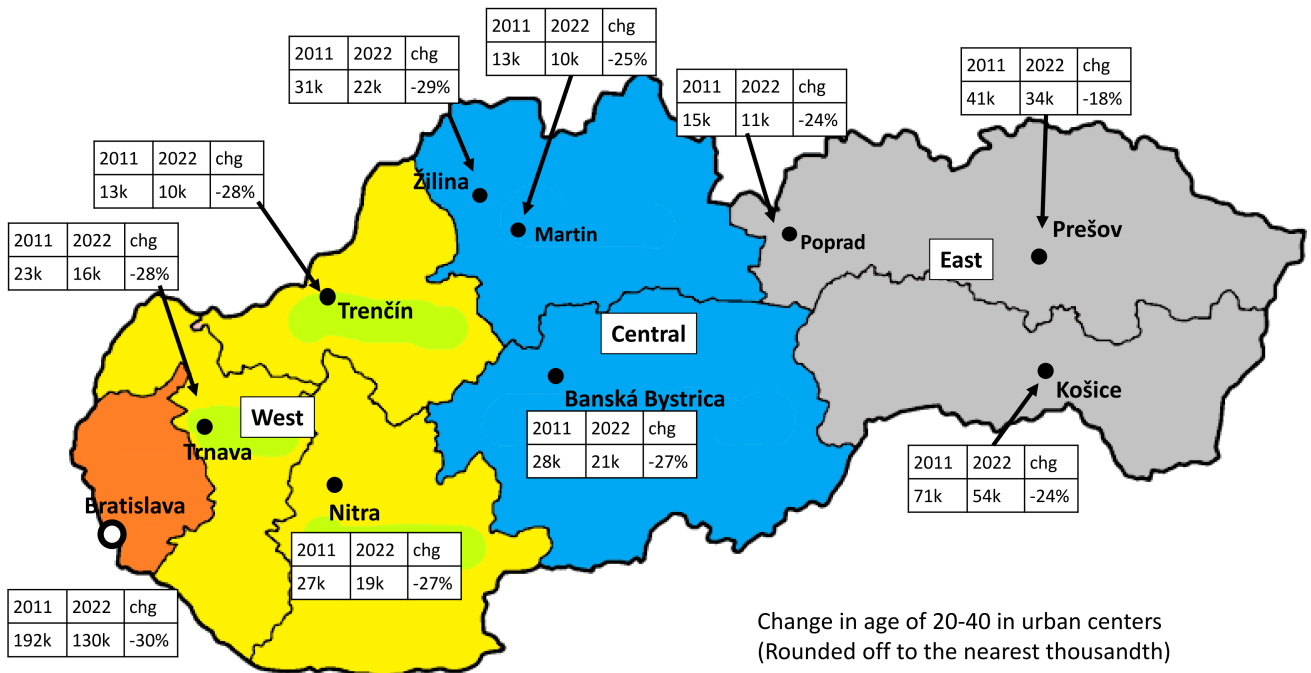 2011 2022 chg
13k 10k -25%
2011 2022 chg
31k 22k -29%
2011 2022 chg
41k 34k -18%
2011 2022 chg
15k 11k -24%
2011 2022 chg
13k 10k -28%
Žilina
Martin
Poprad
Prešov
East
2011 2022 chg
23k 16k -28%
Trenčín
Central
Košice
Banská Bystrica
2011 2022 chg
28k 21k -27%
West
Trnava
2011 2022 chg
71k 54k -24%
Bratislava
Nitra
2011 2022 chg
27k 19k -27%
2011 2022 chg
192k 130k -30%
Change in age of 20-40 in urban centers
(Rounded off to the nearest thousandth)